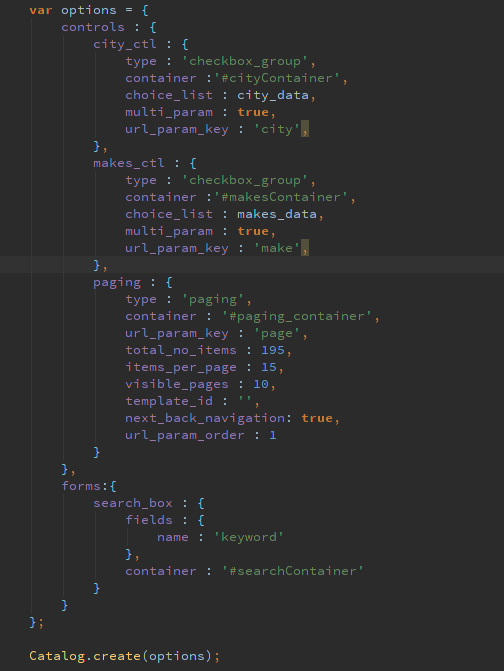 var options = {
    controls : {
        city_ctl : {
            type : 'checkbox_group',
            container :'#cityContainer',
            choice_list : city_data,
            multi_param : true,
            url_param_key : 'city',
        },
        makes_ctl : {
            type : 'checkbox_group',
            container :'#makesContainer',
            choice_list : makes_data,
            multi_param : true,
            url_param_key : 'make',
        },
        paging : {
            type : 'paging',
            container : '#paging_container',
            url_param_key : 'page',
            total_no_items : 195,
            items_per_page : 15,
            visible_pages : 10,
            template_id : '',
            next_back_navigation: true,
            url_param_order : 1
        }
    },
    forms:{
        search_box : {
            fields : {
                name : 'keyword'
            },
            container : '#searchContainer'
        }
    }
};
Catalog.create(options);